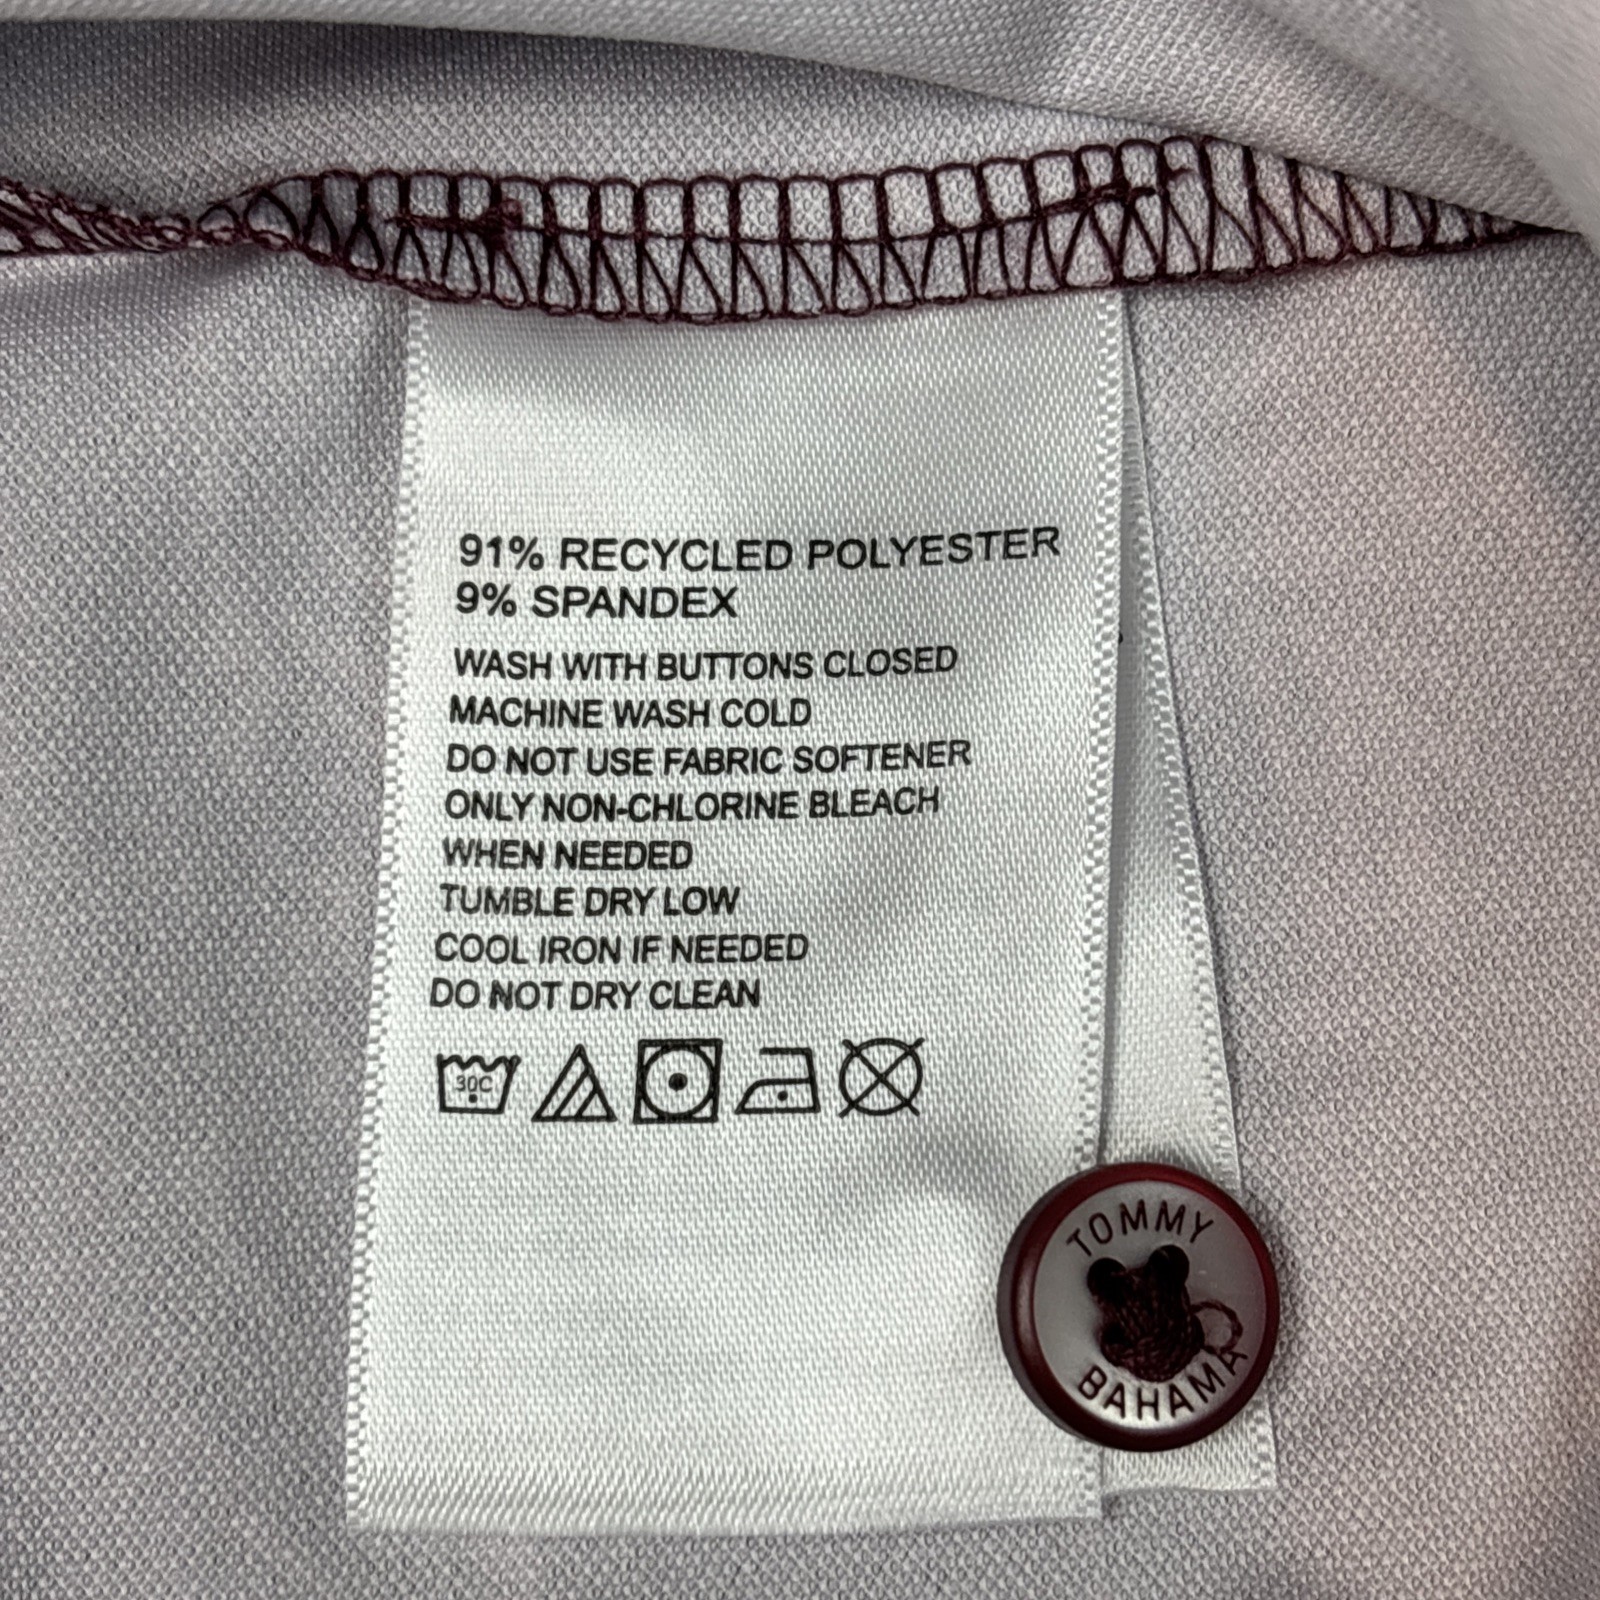 91% RECYCLED POLYESTER
9% SPANDEX
WASH WITH BUTTONS CLOSED
MACHINE WASH COLD
DO NOT USE FABRIC SOFTENER
ONLY NON-CHLORINE BLEACH
WHEN NEEDED
TUMBLE DRY LOW
COOL IRON IF NEEDED
DO NOT DRY CLEAN
30C
TOMMY
BAHAMA